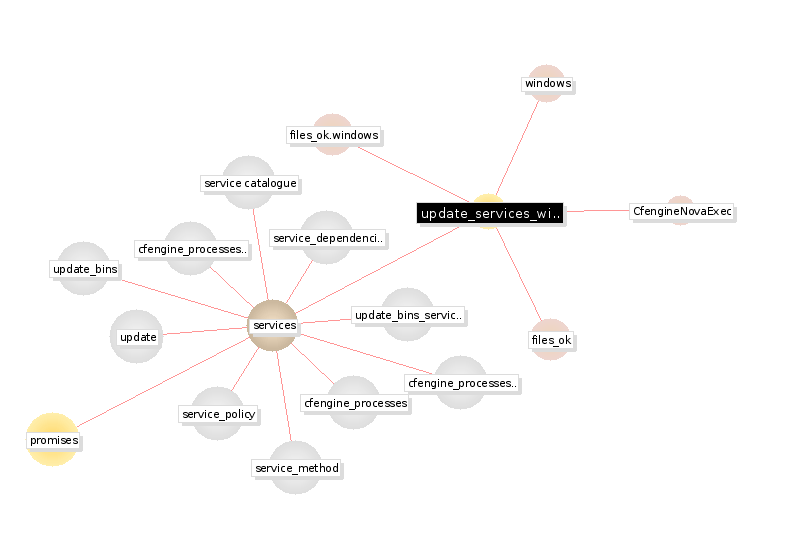 windows
files_ok.windows
service catalogue
update_services_wi..
CfengineNovaExec
service_dependenci..
cfengine_processes..
update_bins
update_bins_servic..
services
update
files_ok
cfengine_processes..
cfengine_processes
service_policy
promises
service_method